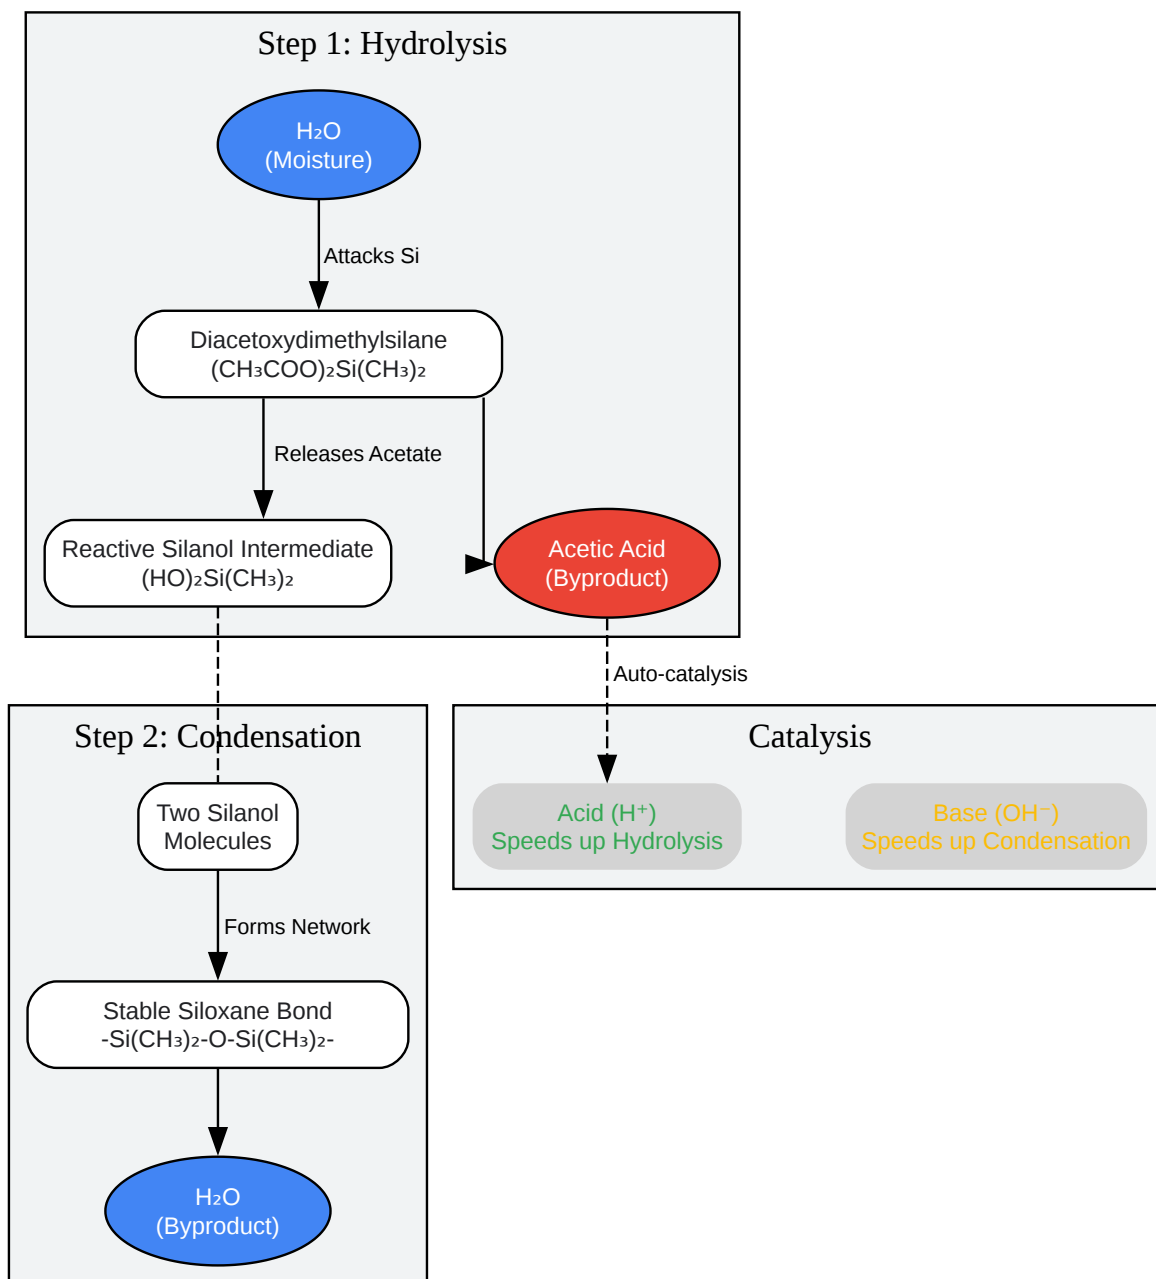 Step 1: Hydrolysis
H₂O
(Moisture)
Attacks Si
Diacetoxydimethylsilane
(CH₃COO)₂Si(CH₃)₂
Releases Acetate
Reactive Silanol Intermediate
(HO)₂Si(CH₃)₂
Acetic Acid
(Byproduct)
Auto-catalysis
Step 2: Condensation
Two Silanol
Molecules
Forms Network
Stable Siloxane Bond
-Si(CH₃)₂-O-Si(CH₃)₂-
H₂O
(Byproduct)
Catalysis
Acid (H⁺)
Speeds up Hydrolysis
Base (OH⁻)
Speeds up Condensation